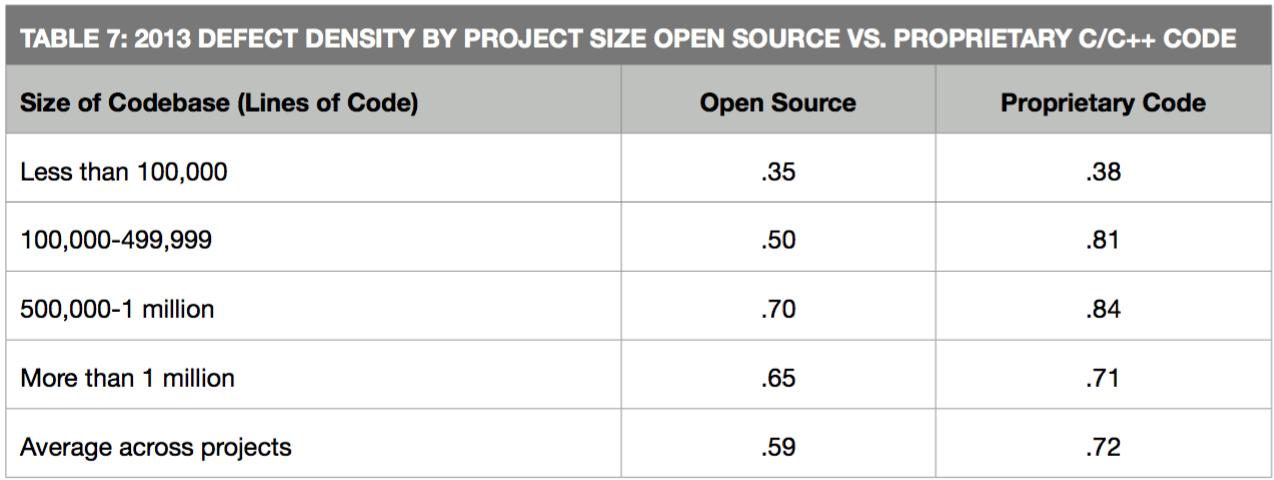 TABLE 7: 2013 DEFECT DENSITY BY PROJECT SIZE OPEN SOURCE VS. PROPRIETARY C/C++ CODE
Size of Codebase (Lines of Code) Open Source Proprietary Code
Less than 100,000 .35 .38
100,000-499,999 .50 .81
500,000-1 million .70 .84
More than 1 million .65 .71
Average across projects .59 .72